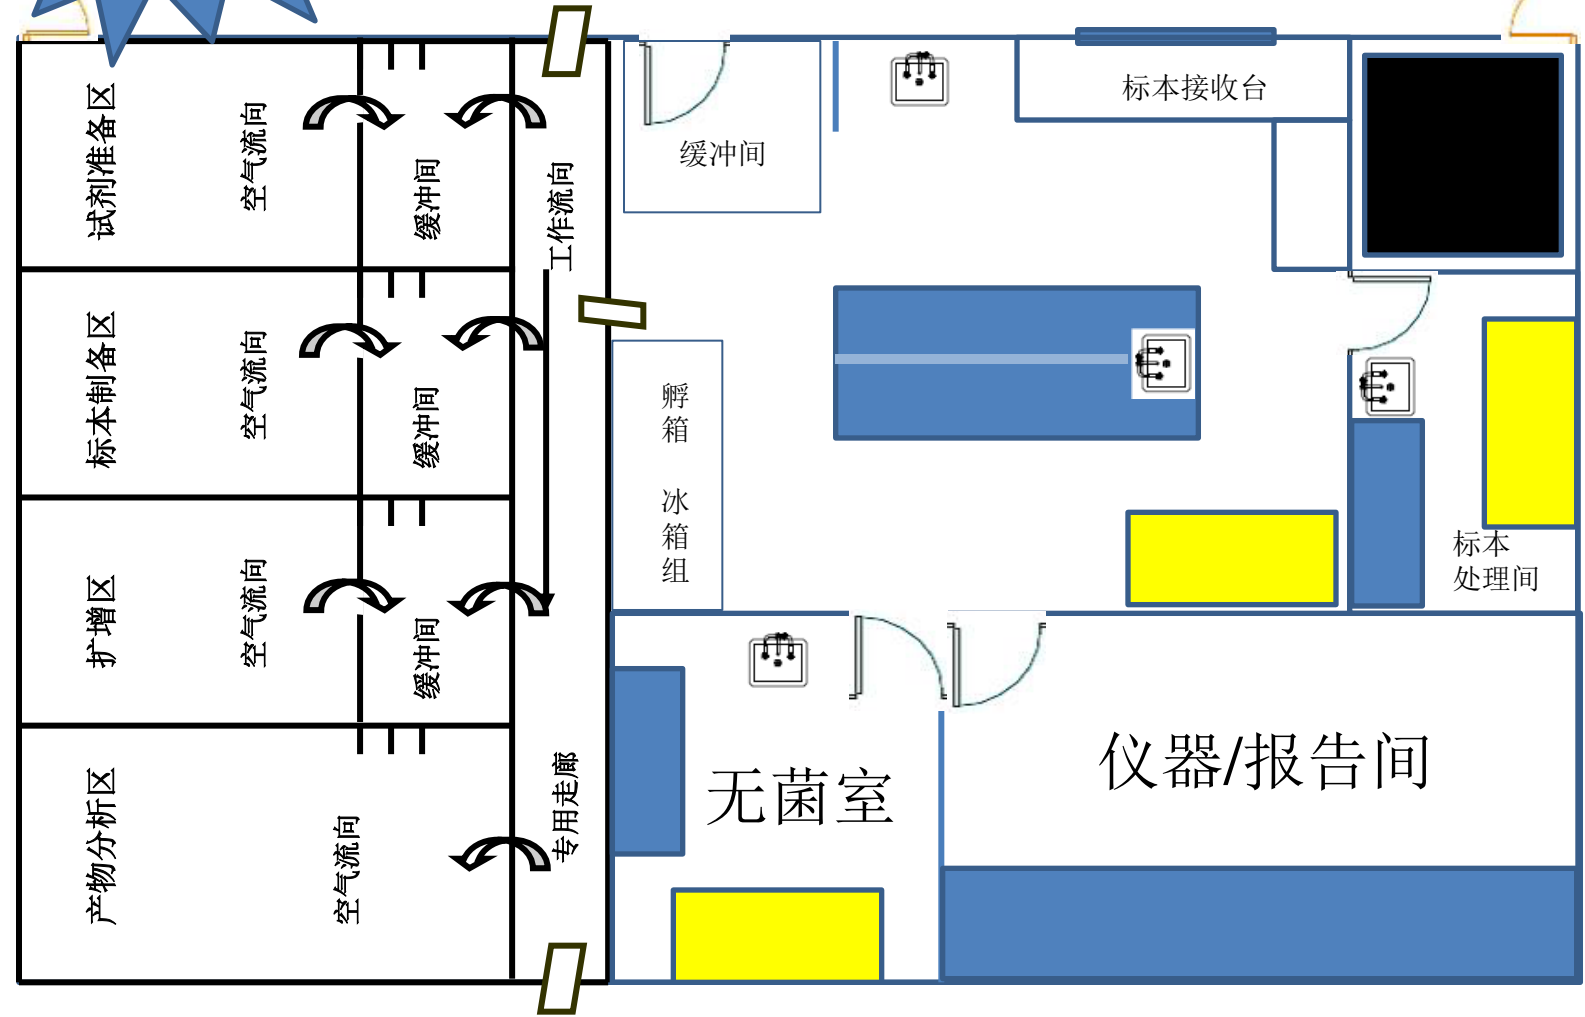 试剂准备区
空气流向
缓冲间
工作流向
标本制备区
空气流向
缓冲间
扩增区
空气流向
缓冲间
产物分析区
空气流向
专用走廊
缓冲间
标本接收台
孵
箱
冰
箱
组
标本
处理间
无菌室
仪器/报告间